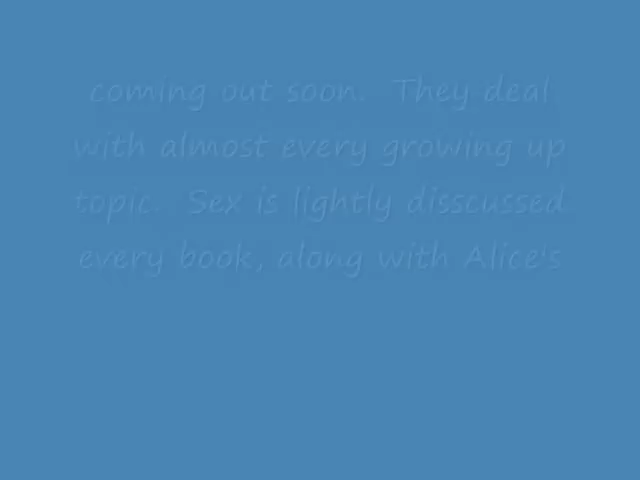 coming out soon.  They deal
with almost every growing up
topic.  Sex is lightly disscussed
every book, along with Alice's